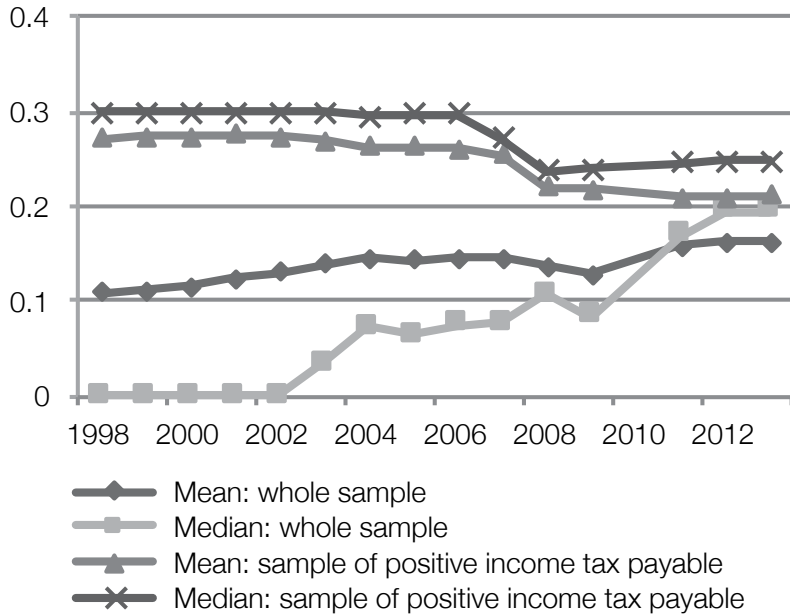 0.4
0.3
0.2
0.1
0
1998 2000 2002 2004 2006 2008 2010 2012
Mean: whole sample
Median: whole sample
Mean: sample of positive income tax payable
Median: sample of positive income tax payable